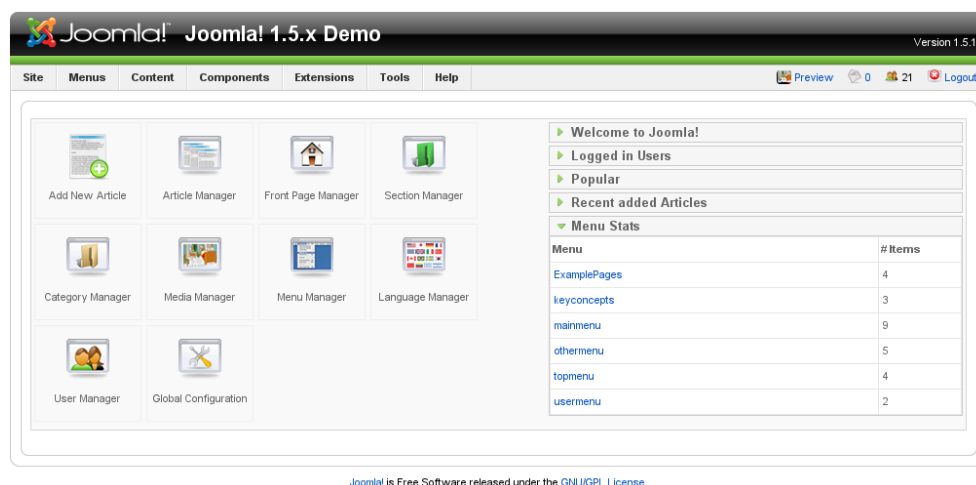 Joomla! Joomla! 1.5.x Demo
Version 1.5.1
Site Menus Content Components Extensions Tools Help Preview 0 21 Logout
Add New Article Article Manager Front Page Manager Section Manager
Category Manager Media Manager Menu Manager Language Manager
User Manager Global Configuration
Welcome to Joomla!
Logged in Users
Popular
Recent added Articles
Menu Stats
Menu # Items
ExamplePages 4
keyconcepts 3
mainmenu 9
othermenu 5
topmenu 4
usermenu 2
Joomla! is Free Software released under the GNU/GPL License